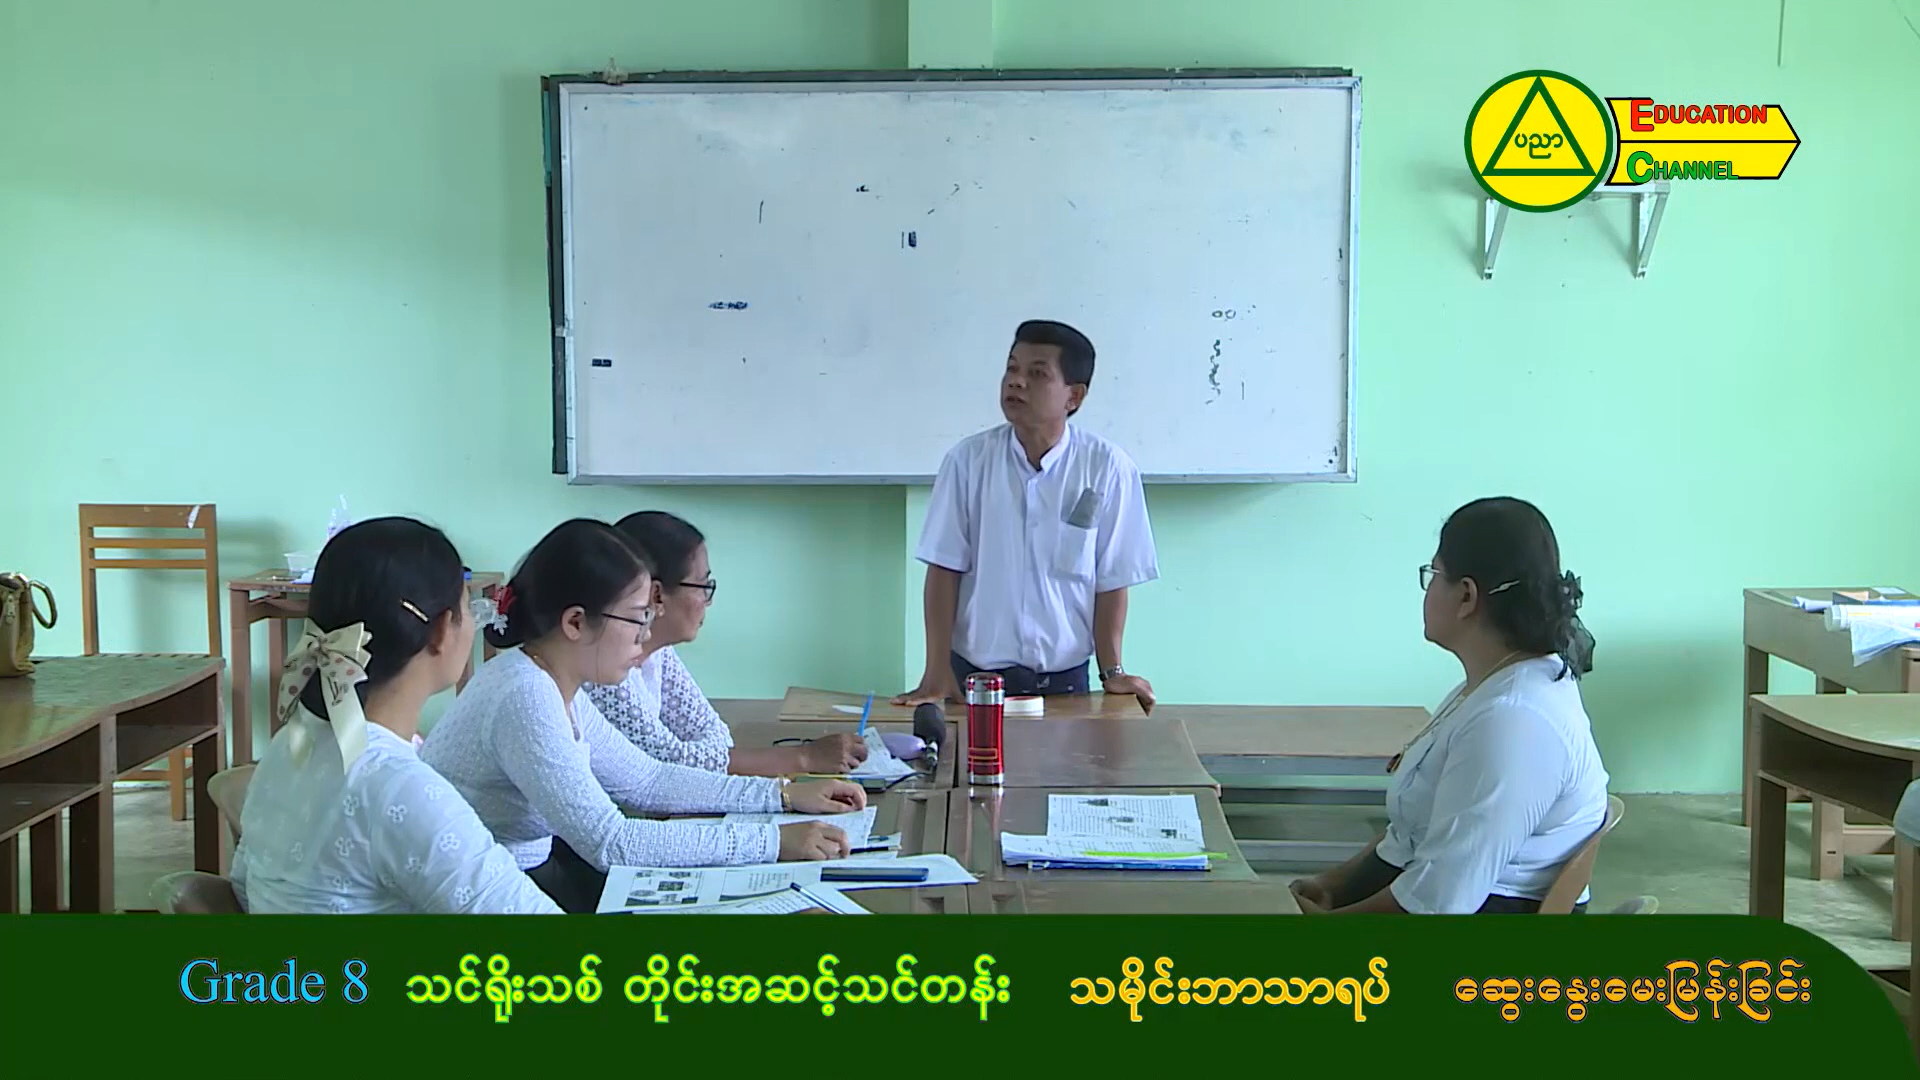 ပညာ
EDUCATION
CHANNEL
Grade 8 သင်ရိုးသစ် တိုင်းအဆင့်သင်တန်း သမိုင်းဘာသာရပ် ဆွေးနွေးမေးမြန်းခြင်း